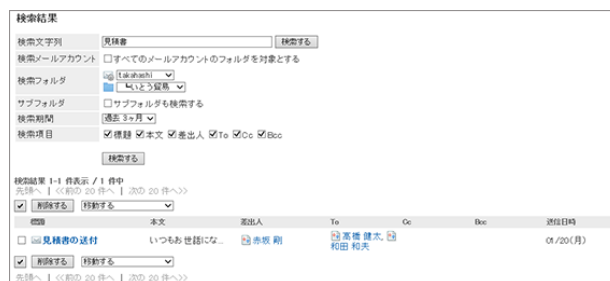 検索結果
検索文字列 見積書 検索する
検索メールアカウント すべてのメールアカウントのフォルダを対象とする
検索フォルダ takahashi
┗いとう貿易
サブフォルダ サブフォルダも検索する
検索期間 過去 3ヶ月
検索項目 標題 本文 差出人 To Cc Bcc
検索する
検索結果 1-1 件表示 / 1 件中
先頭へ | <<前の 20 件へ | 次の 20 件へ>>
削除する 移動する
標題 本文 差出人 To Cc Bcc 送信日時
見積書の送付 いつもお世話にな... 赤坂 剛 高橋 健太, 和田 和夫 01/20(月)
削除する 移動する
先頭へ | <<前の 20 件へ | 次の 20 件へ>>